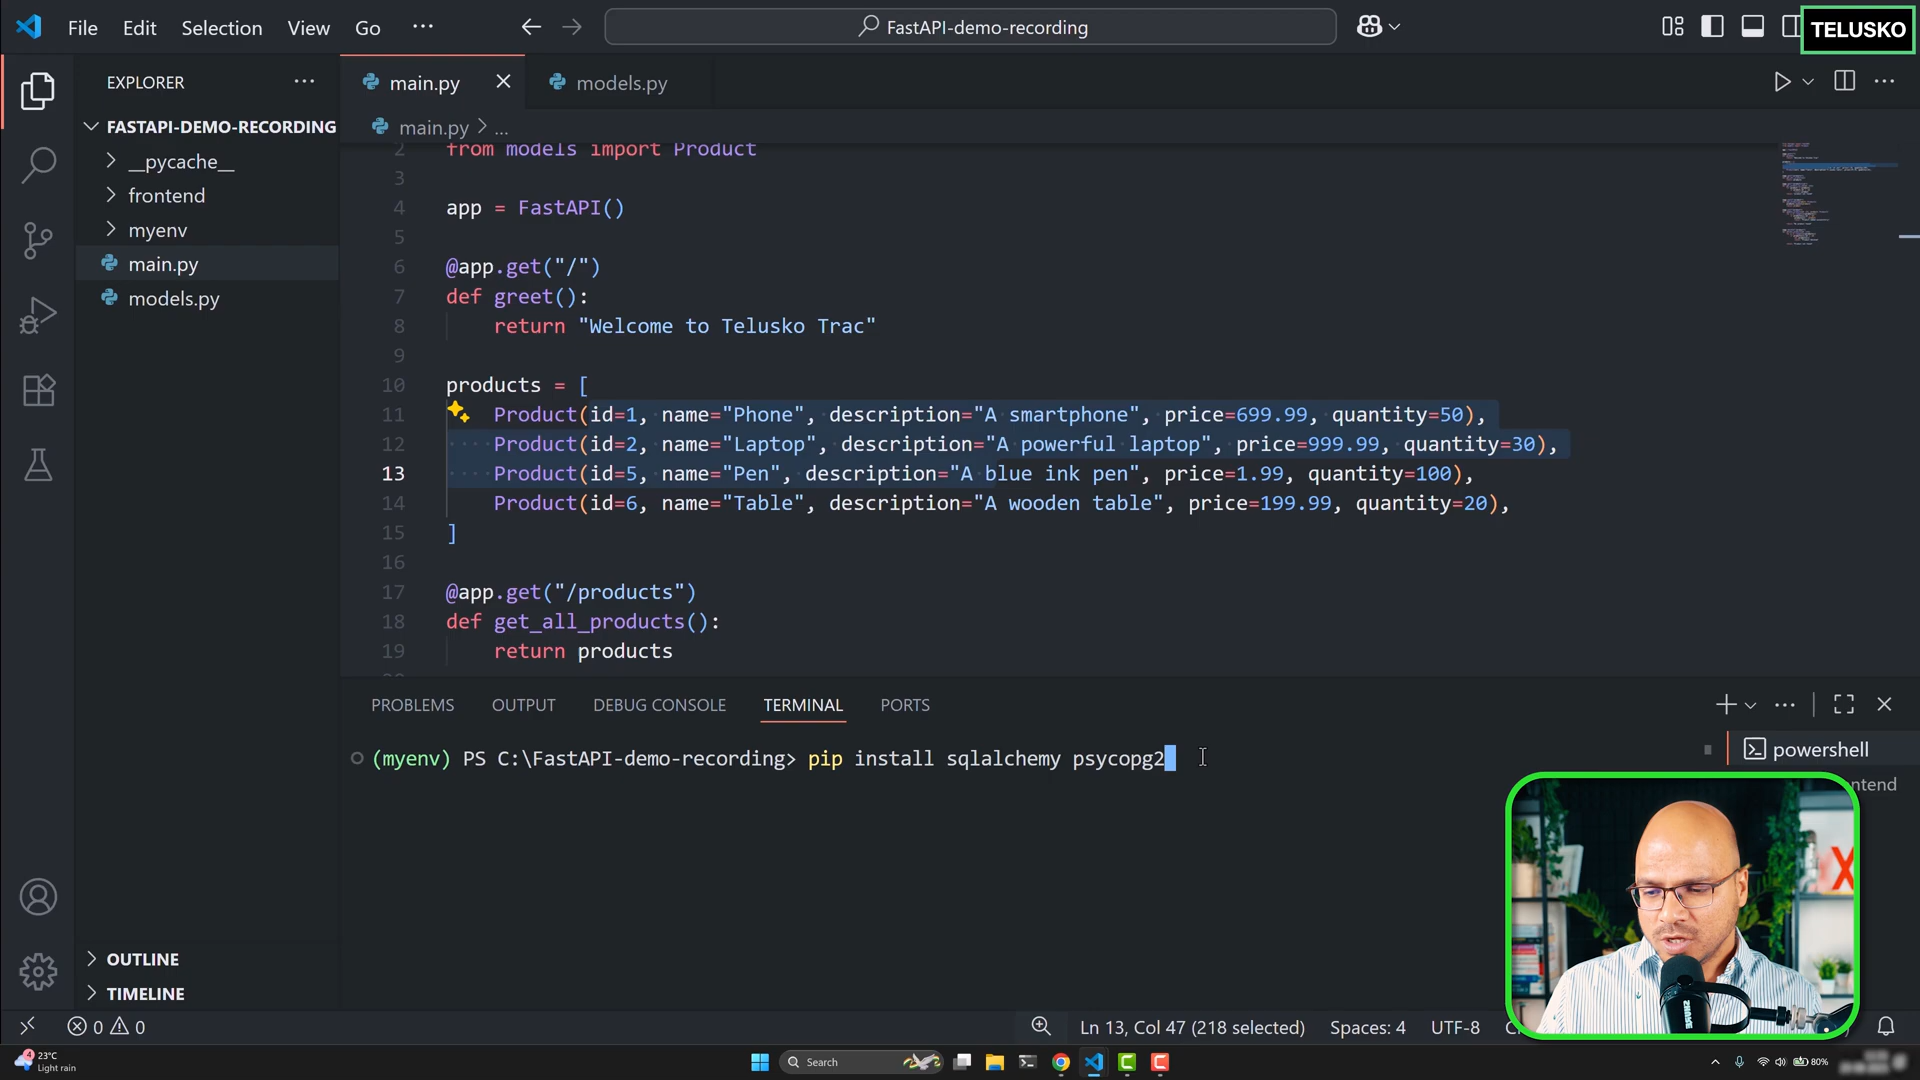 File Edit Selection View Go ...
FastAPI-demo-recording
TELUSKO
EXPLORER ...
main.py
models.py
FASTAPI-DEMO-RECORDING
__pycache__
frontend
myenv
main.py
models.py
OUTLINE
TIMELINE
main.py > ...
2 from models import Product
3
4 app = FastAPI()
5
6 @app.get("/")
7 def greet():
8 return "Welcome to Telusko Trac"
9
10 products = [
11 Product(id=1, name="Phone", description="A smartphone", price=699.99, quantity=50),
12 Product(id=2, name="Laptop", description="A powerful laptop", price=999.99, quantity=30),
13 Product(id=5, name="Pen", description="A blue ink pen", price=1.99, quantity=100),
14 Product(id=6, name="Table", description="A wooden table", price=199.99, quantity=20),
15 ]
16
17 @app.get("/products")
18 def get_all_products():
19 return products
PROBLEMS OUTPUT DEBUG CONSOLE TERMINAL PORTS
(myenv) PS C:\FastAPI-demo-recording> pip install sqlalchemy psycopg2
powershell
ntend
0 0
Ln 13, Col 47 (218 selected) Spaces: 4 UTF-8
4
23°C
Light rain
Search
80%